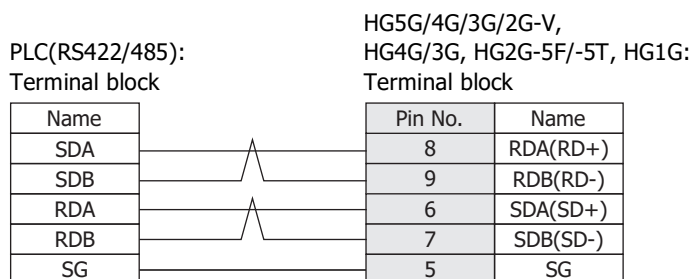 HG5G/4G/3G/2G-V,
PLC(RS422/485): HG4G/3G, HG2G-5F/-5T, HG1G:
Terminal block Terminal block
Name Pin No. Name
SDA 8 RDA(RD+)
SDB 9 RDB(RD-)
RDA 6 SDA(SD+)
RDB 7 SDB(SD-)
SG 5 SG